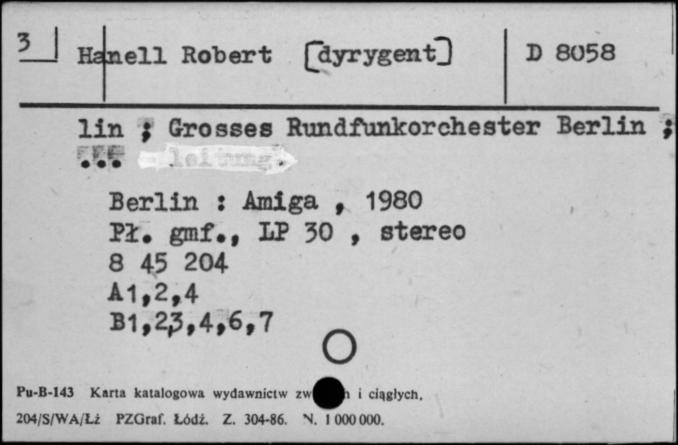 3 Hanell Robert [dyrygent] D 8058
lin ; Grosses Rundfunkorchester Berlin ;
... leitung.
Berlin : Amiga , 1980
Pł. gmf., LP 30 , stereo
8 45 204
A1,2,4
B1,2,3,4,6,7
Pu-B-143 Karta katalogowa wydawnictw i ciągłych.
204/S/WA/Łż PZGraf. Łódź. Z. 304-86. N. 1 000 000.